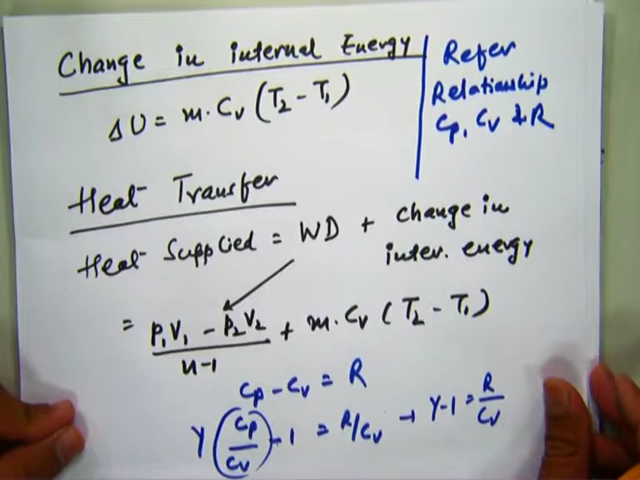 Change in internal Energy
ΔU = m. Cv (T2 - T1)
Refer
Relationship
Cp, Cv & R
Heat Transfer
Heat Supplied = WD + change in
inter. energy
= P1V1 - P2V2 / n-1 + m. Cv (T2 - T1)
Cp - Cv = R
γ (Cp/Cv) - 1 = R/Cv → γ-1 = R/Cv